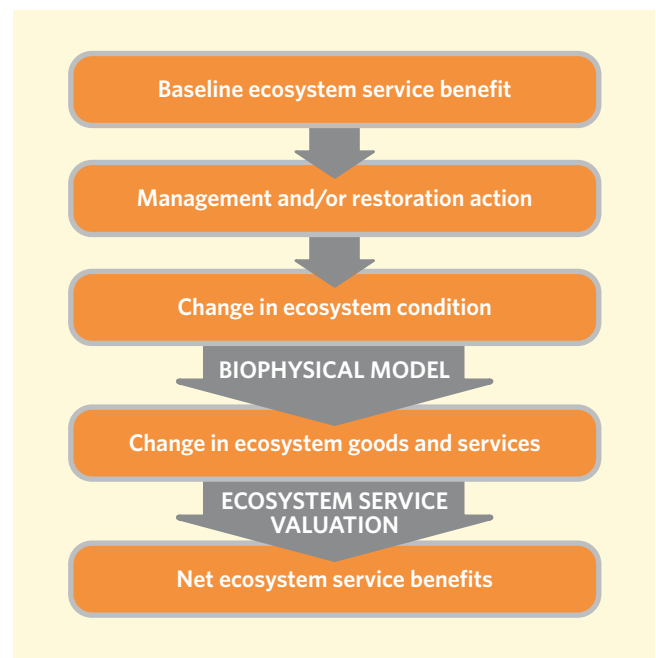 Baseline ecosystem service benefit
Management and/or restoration action
Change in ecosystem condition
BIOPHYSICAL MODEL
Change in ecosystem goods and services
ECOSYSTEM SERVICE
VALUATION
Net ecosystem service benefits